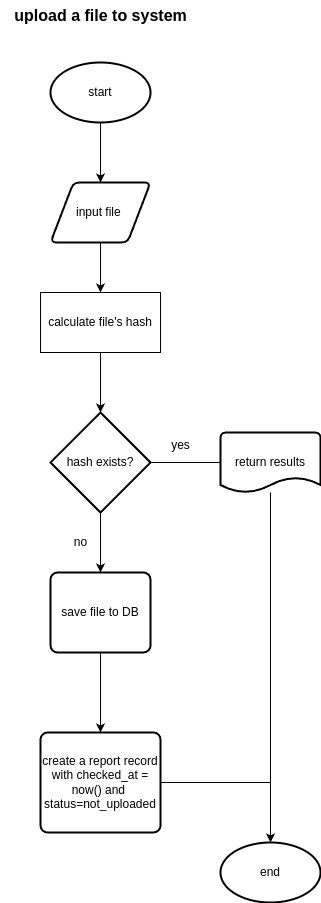 upload a file to system
start
input file
calculate file's hash
hash exists?
yes
return results
no
save file to DB
create a report record
with checked_at =
now() and
status=not_uploaded
end